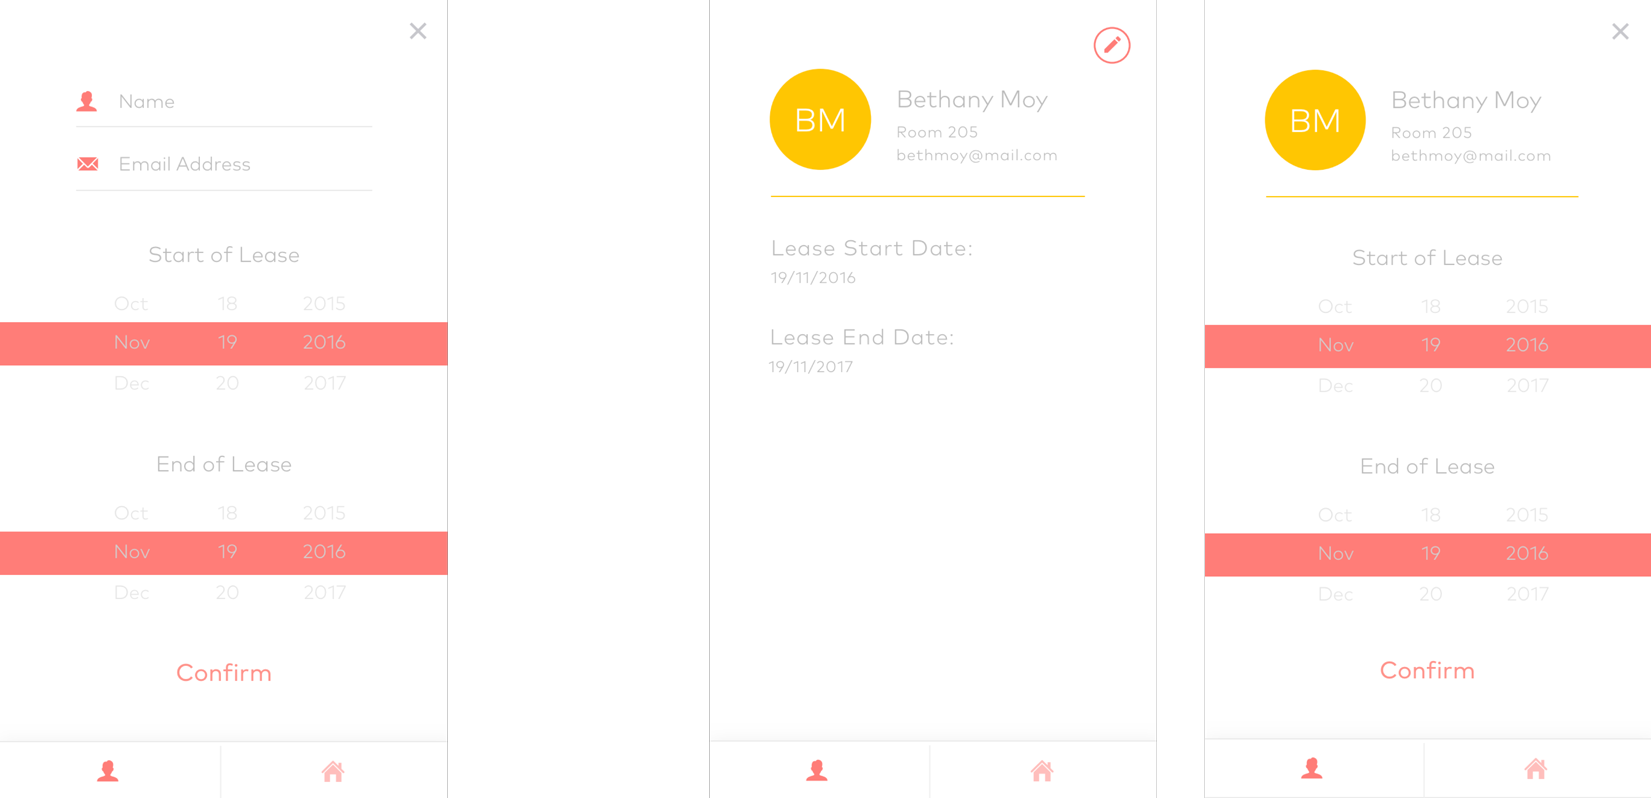 Name
Email Address
Start of Lease
Oct 18 2015
Nov 19 2016
Dec 20 2017
End of Lease
Oct 18 2015
Nov 19 2016
Dec 20 2017
Confirm
BM
Bethany Moy
Room 205
bethmoy@mail.com
Lease Start Date:
19/11/2016
Lease End Date:
19/11/2017
BM
Bethany Moy
Room 205
bethmoy@mail.com
Start of Lease
Oct 18 2015
Nov 19 2016
Dec 20 2017
End of Lease
Oct 18 2015
Nov 19 2016
Dec 20 2017
Confirm